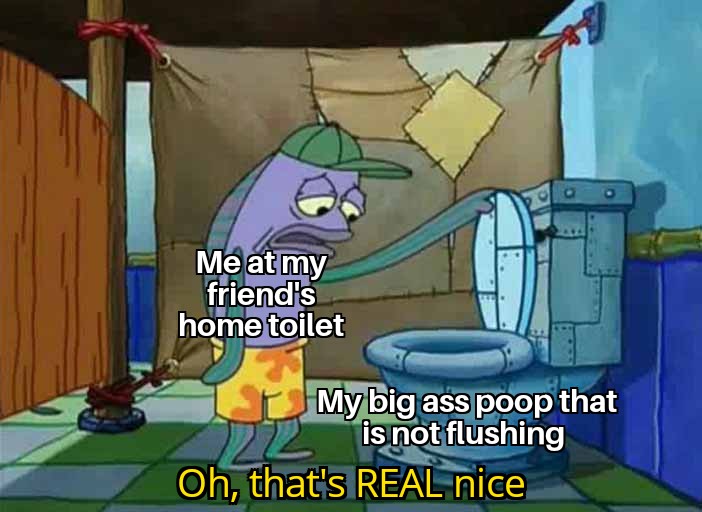 Me at my
friend's
home toilet
My big ass poop that
is not flushing
Oh, that's REAL nice